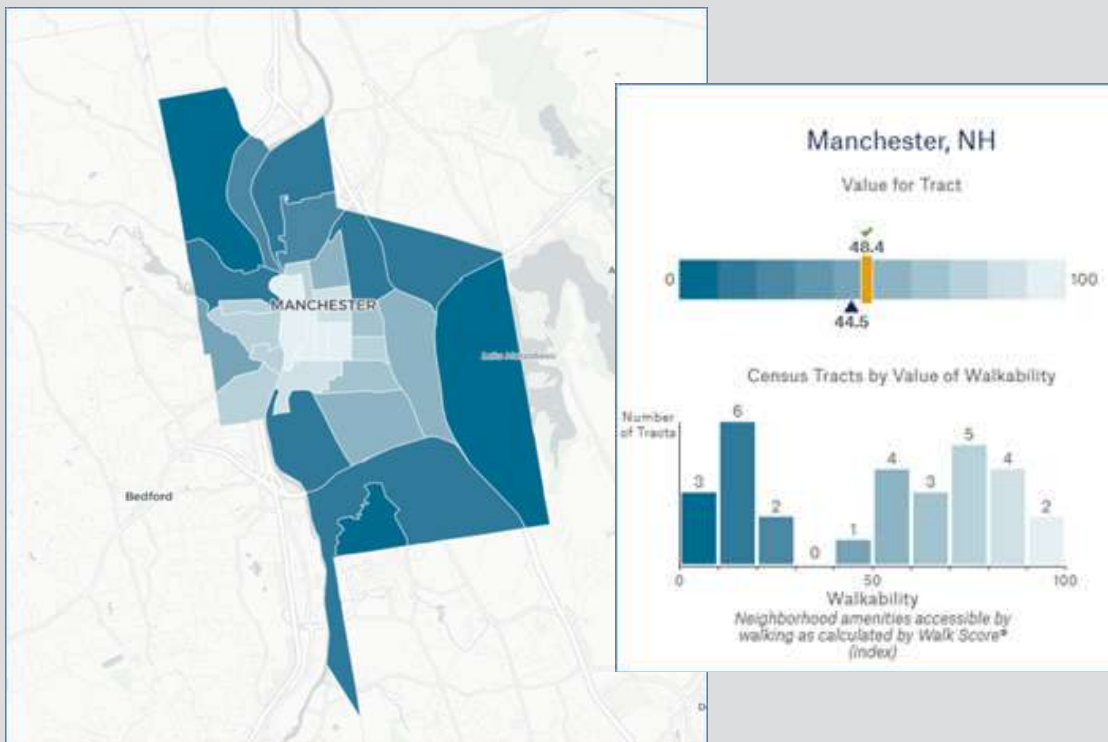 MANCHESTER
Bedford
Manchester, NH
Value for Tract
48.4
0
100
44.5
Census Tracts by Value of Walkability
Number
of Tracts
3
6
2
0
1
4
3
5
4
2
0
50
100
Walkability
Neighborhood amenities accessible by
walking as calculated by Walk Score®
(index)